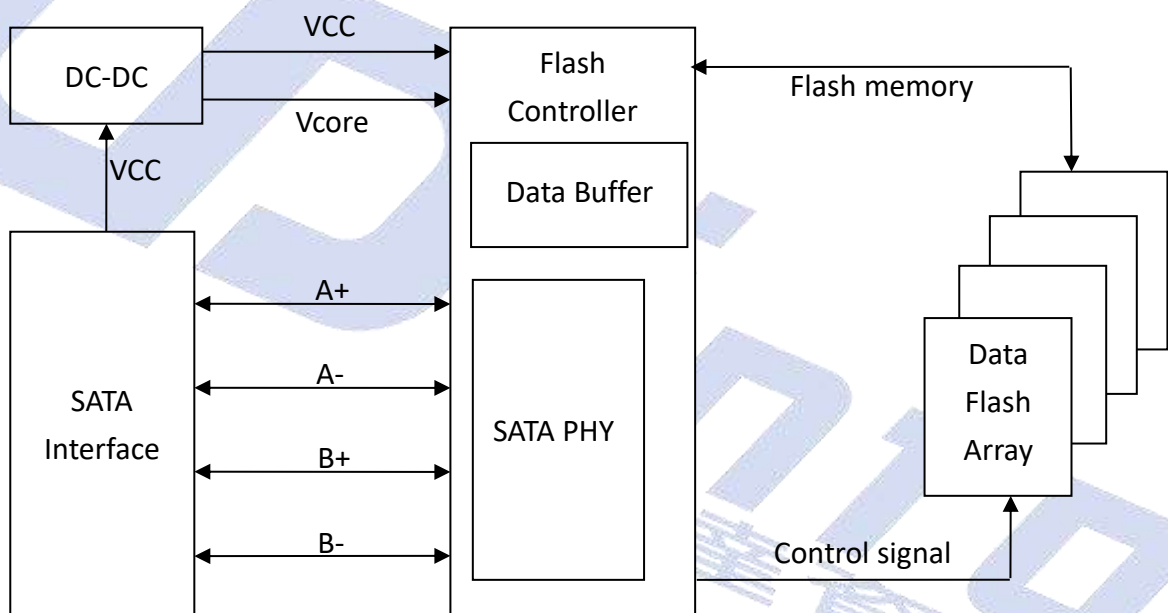 VCC
DC-DC
Vcore
VCC
Flash
Controller
Flash memory
Data Buffer
A+
A-
SATA
Interface
B+
B-
SATA PHY
Data
Flash
Array
Control signal